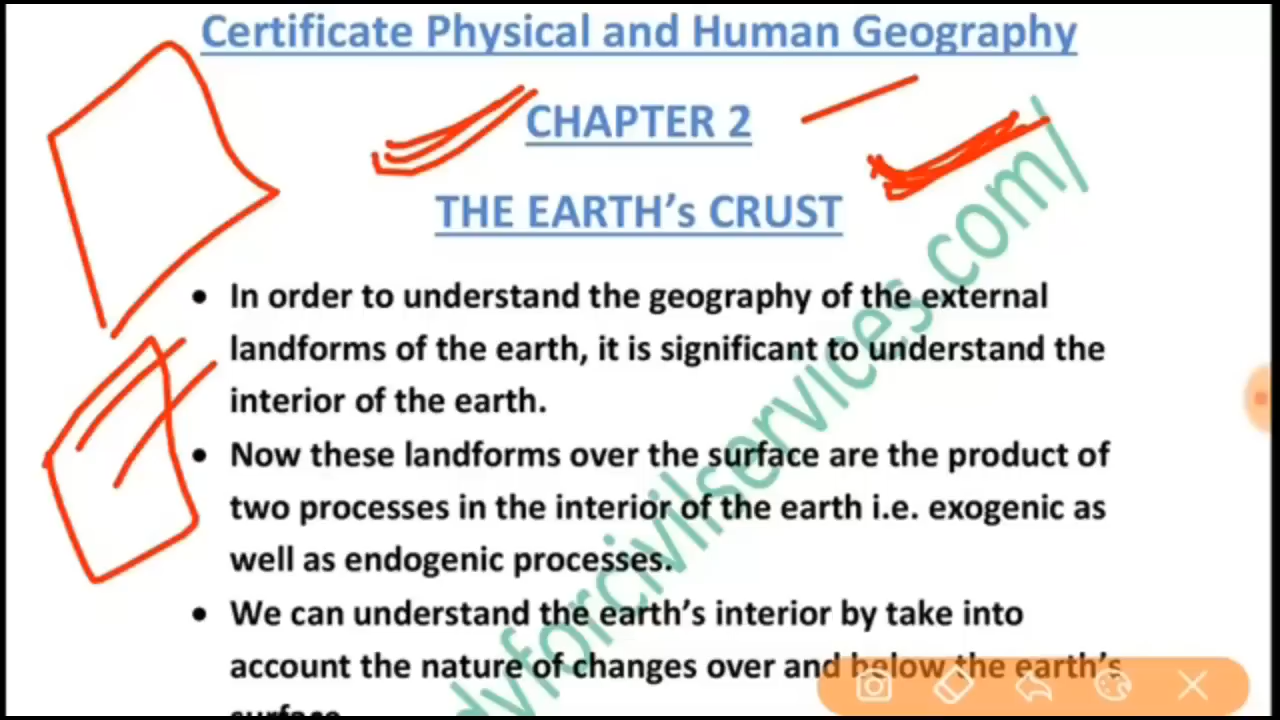 Certificate Physical and Human Geography
CHAPTER 2
THE EARTH's CRUST
• In order to understand the geography of the external
landforms of the earth, it is significant to understand the
interior of the earth.
• Now these landforms over the surface are the product of
two processes in the interior of the earth i.e. exogenic as
well as endogenic processes.
• We can understand the earth's interior by take into
account the nature of changes over and below the earth's
surface
dyforcivilservices.com/